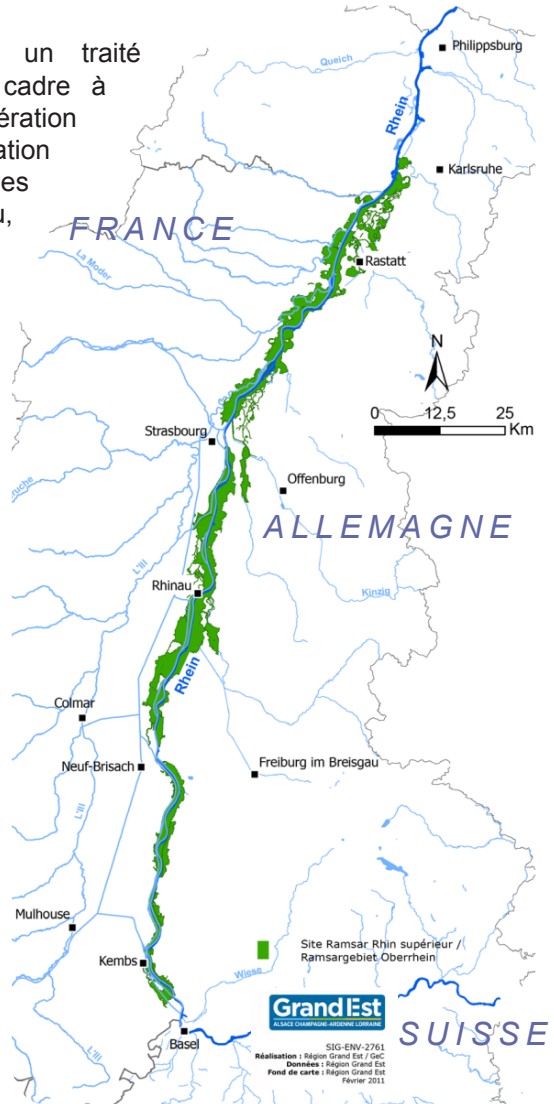 un traité
cadre à
ération
ation
es
u,
Philippsburg
Queich
Rhein
Karlsruhe
FRANCE
Rastatt
La Moder
N
0 12,5 25
Km
Strasbourg
Offenburg
ruche
ALLEMAGNE
L'Ill
Rhinau
Kinzig
Rhein
Colmar
Neuf-Brisach
Freiburg im Breisgau
L'Ill
Mulhouse
Site Ramsar Rhin supérieur /
Ramsargebiet Oberrhein
Kembs
Wiese
GrandEst
ALSACE CHAMPAGNE-ARDENNE LORRAINE
SUISSE
Basel
L'Ill
SIG-ENV-2761
Réalisation : Région Grand Est / GeC
Données : Région Grand Est
Fond de carte : Région Grand Est
Février 2011